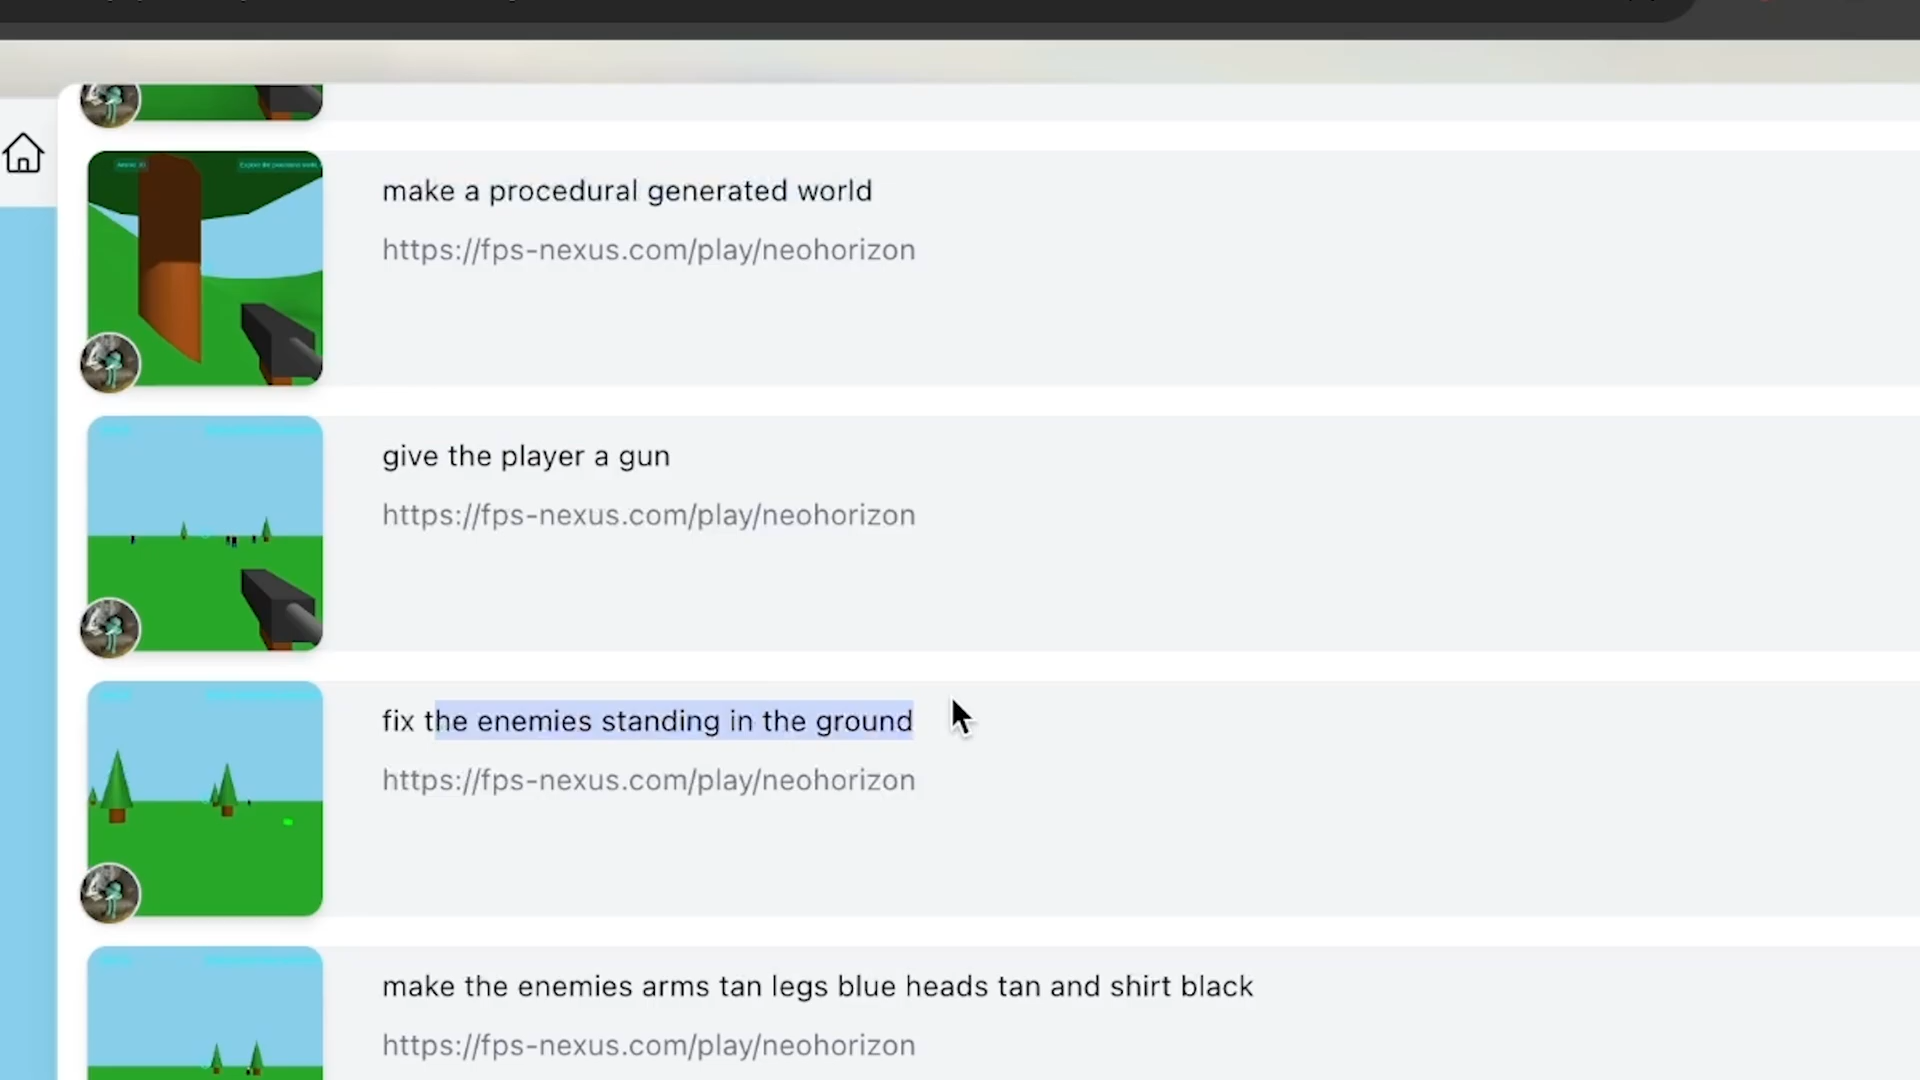 make a procedural generated world
https://fps-nexus.com/play/neohorizon
give the player a gun
https://fps-nexus.com/play/neohorizon
fix the enemies standing in the ground
https://fps-nexus.com/play/neohorizon
make the enemies arms tan legs blue heads tan and shirt black
https://fps-nexus.com/play/neohorizon